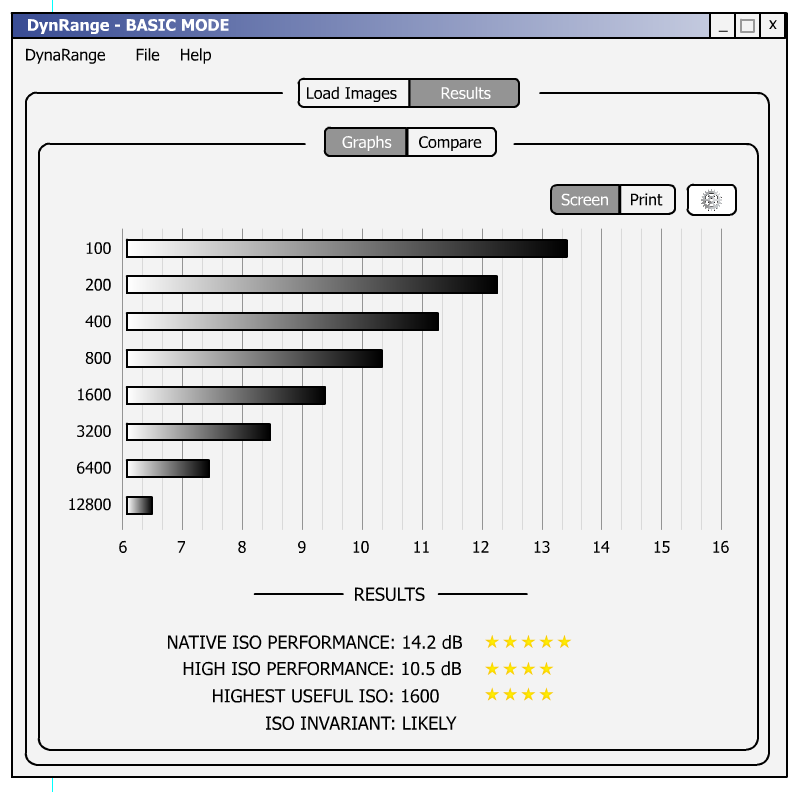 DynRange - BASIC MODE
_ X
DynaRange File Help
Load Images Results
Graphs Compare
Screen Print
100
200
400
800
1600
3200
6400
12800
6 7 8 9 10 11 12 13 14 15 16
RESULTS
NATIVE ISO PERFORMANCE: 14.2 dB
HIGH ISO PERFORMANCE: 10.5 dB
HIGHEST USEFUL ISO: 1600
ISO INVARIANT: LIKELY